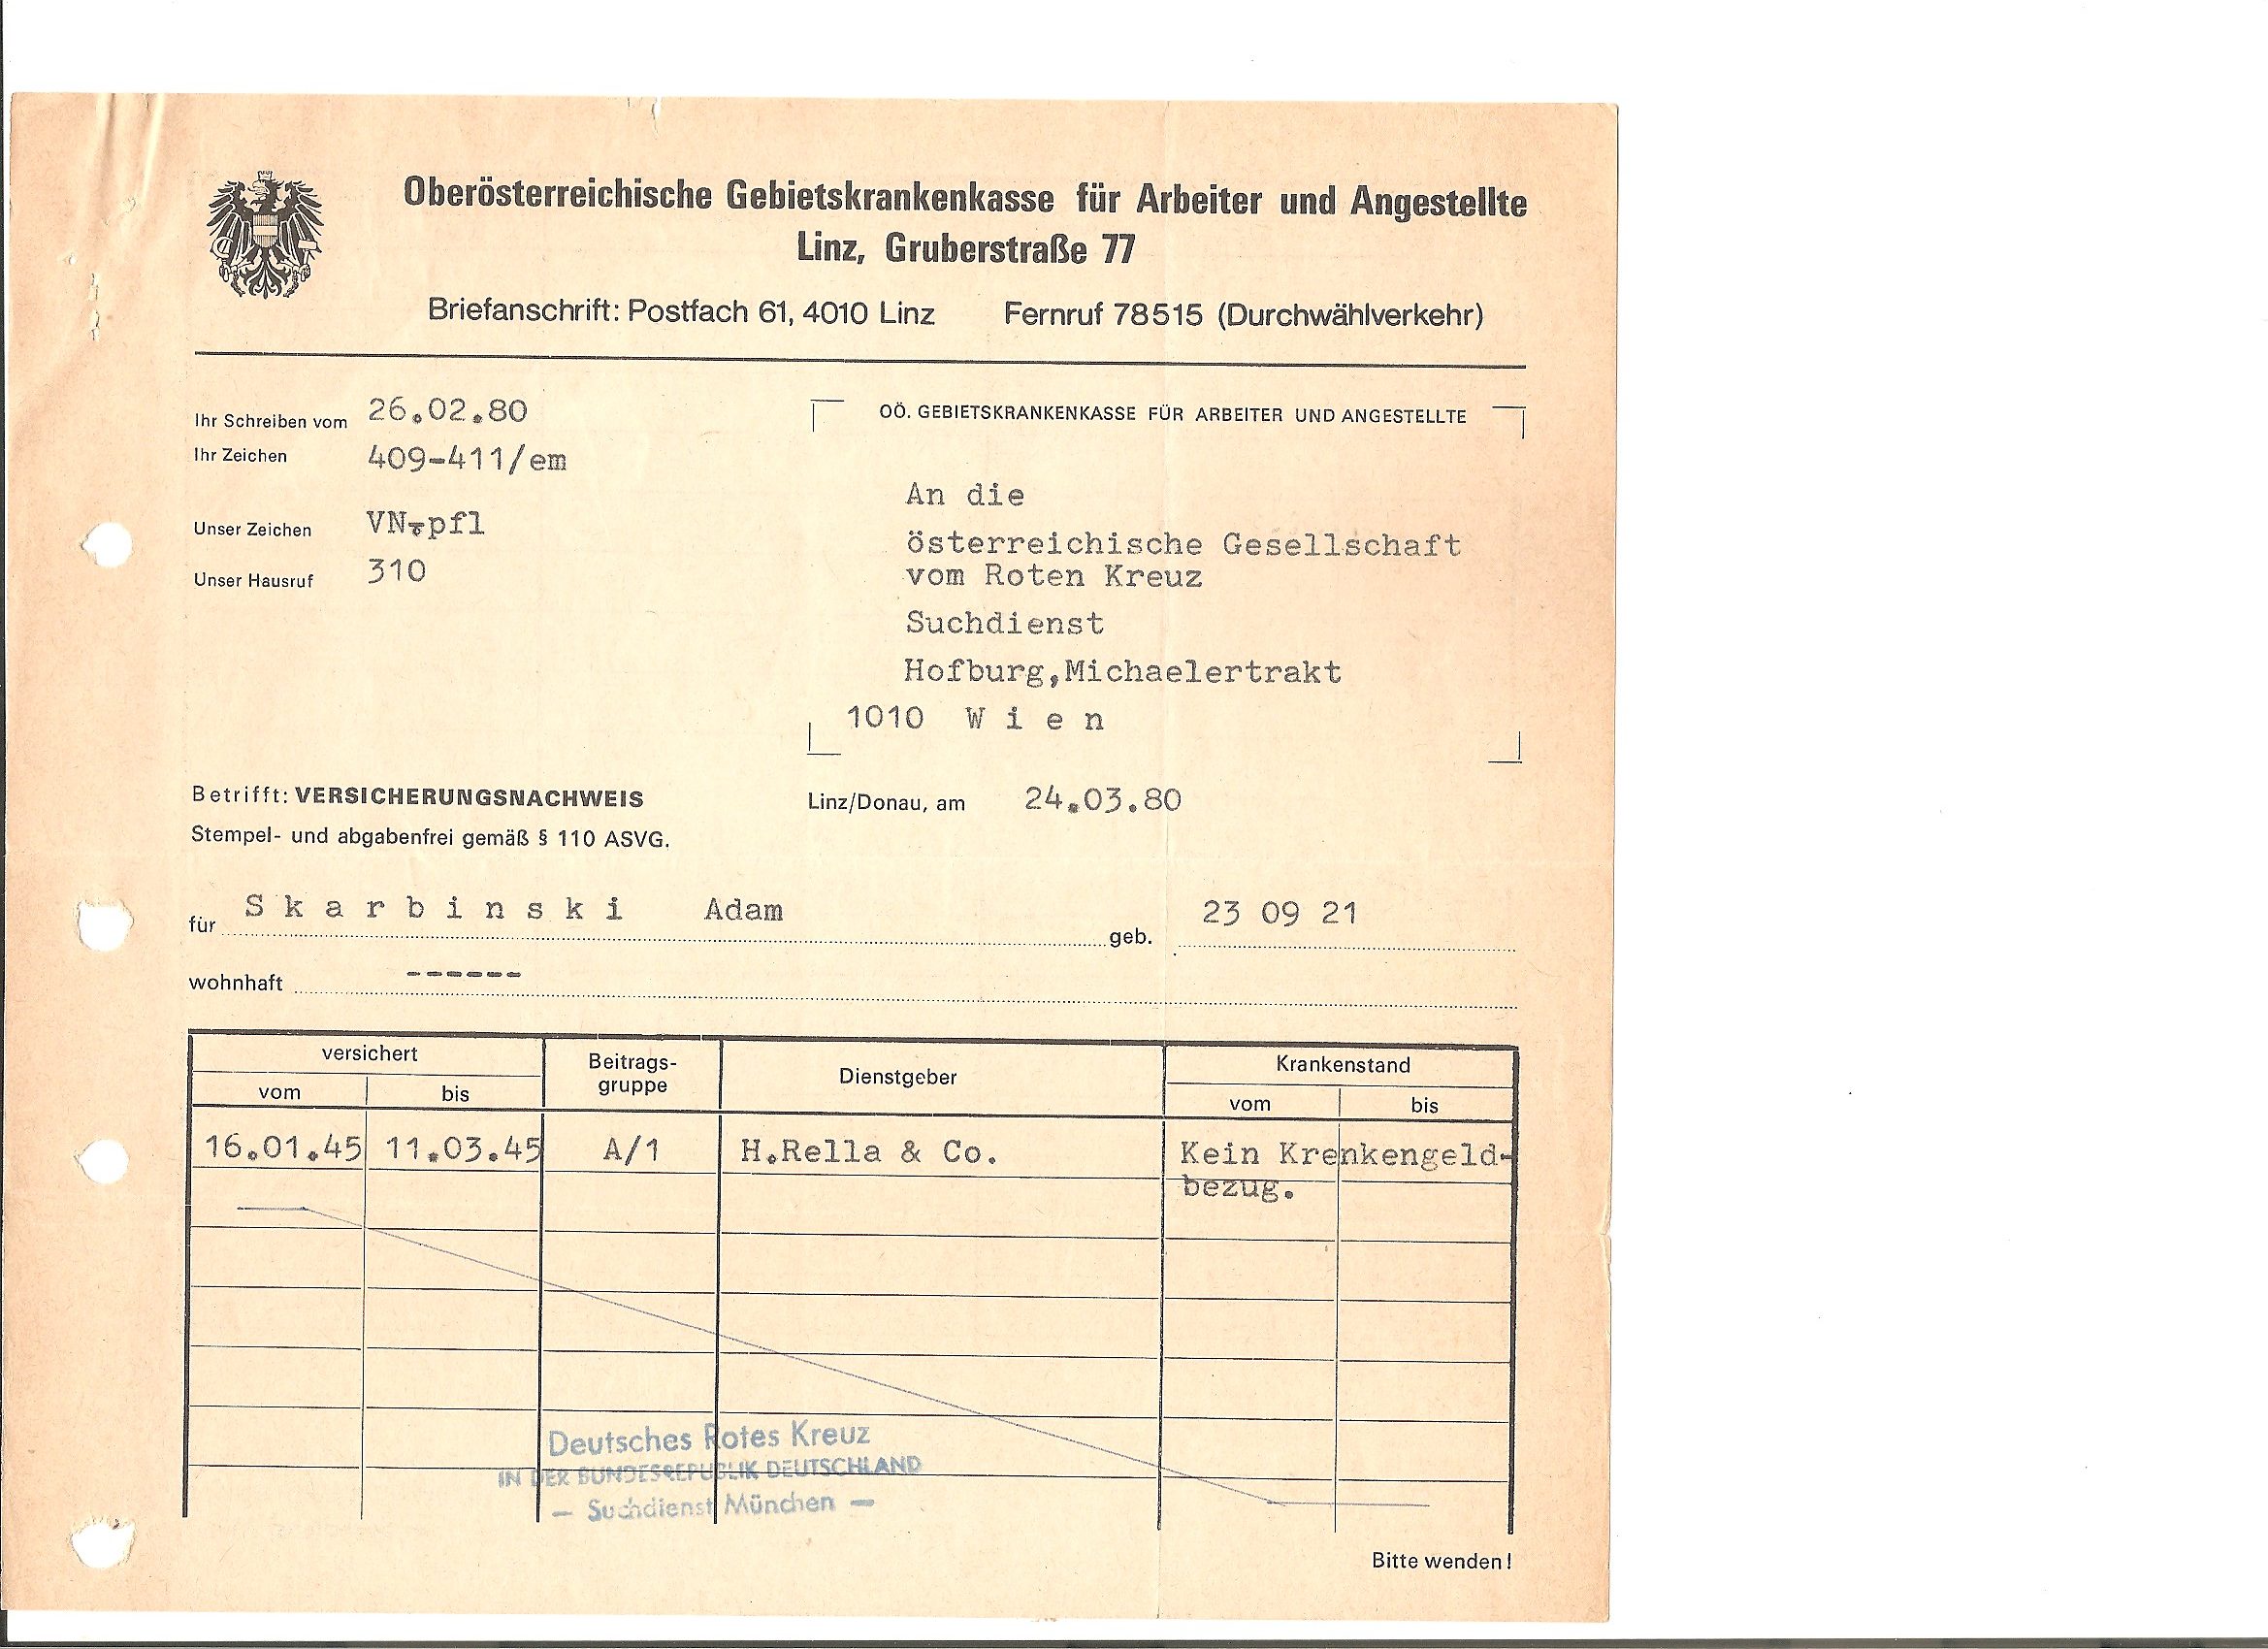 Oberösterreichische Gebietskrankenkasse für Arbeiter und Angestellte
Linz, Gruberstraße 77
Briefanschrift: Postfach 61, 4010 Linz Fernruf 78515 (Durchwählverkehr)
Ihr Schreiben vom 26.02.80
Ihr Zeichen 409-411/em
Unser Zeichen VN-pfl
Unser Hausruf 310
OÖ. GEBIETSKRANKENKASSE FÜR ARBEITER UND ANGESTELLTE
An die
österreichische Gesellschaft
vom Roten Kreuz
Suchdienst
Hofburg,Michaelertrakt
1010 W i e n
Betrifft: VERSICHERUNGSNACHWEIS
Linz/Donau, am 24.03.80
Stempel- und abgabenfrei gemäß § 110 ASVG.
für S k a r b i n s k i Adam geb. 23 09 21
wohnhaft ------
versichert Beitrags-gruppe Dienstgeber Krankenstand
vom bis vom bis
16.01.45 11.03.45 A/1 H.Rella & Co. Kein Krenkengeld-
bezug.
Deutsches Rotes Kreuz
IN DER BUNDESREPUBLIK DEUTSCHLAND
— Suchdienst München —
Bitte wenden!